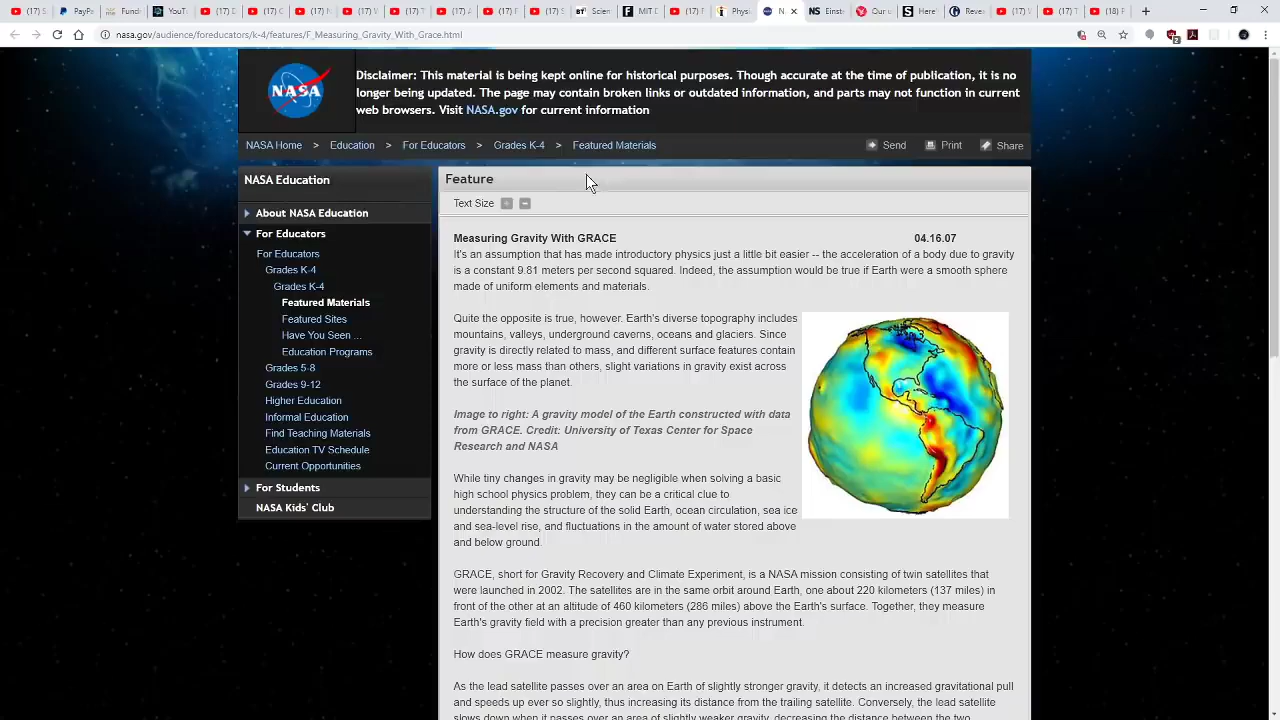 (17) S
PayP
Fund
YouT
(17) D
(17) C
(17) H
(17) V
(17) A
(17) S
Scien
MIT D
Physi
N.
Einst
Our u
Here'
Revex
(17) T
(18) F
nasa.gov/audience/foreducators/k-4/features/F_Measuring_Gravity_With_Grace.html
NASA
Disclaimer: This material is being kept online for historical purposes. Though accurate at the time of publication, it is no
longer being updated. The page may contain broken links or outdated information, and parts may not function in current
web browsers. Visit NASA.gov for current information
NASA Home > Education > For Educators > Grades K-4 > Featured Materials
Send Print Share
NASA Education
About NASA Education
For Educators
For Educators
Grades K-4
Grades K-4
Featured Materials
Featured Sites
Have You Seen ...
Education Programs
Grades 5-8
Grades 9-12
Higher Education
Informal Education
Find Teaching Materials
Education TV Schedule
Current Opportunities
For Students
NASA Kids' Club
Feature
Text Size
Measuring Gravity With GRACE 04.16.07
It's an assumption that has made introductory physics just a little bit easier -- the acceleration of a body due to gravity
is a constant 9.81 meters per second squared. Indeed, the assumption would be true if Earth were a smooth sphere
made of uniform elements and materials.
Quite the opposite is true, however. Earth's diverse topography includes
mountains, valleys, underground caverns, oceans and glaciers. Since
gravity is directly related to mass, and different surface features contain
more or less mass than others, slight variations in gravity exist across
the surface of the planet.
Image to right: A gravity model of the Earth constructed with data
from GRACE. Credit: University of Texas Center for Space
Research and NASA
While tiny changes in gravity may be negligible when solving a basic
high school physics problem, they can be a critical clue to
understanding the structure of the solid Earth, ocean circulation, sea ice
and sea-level rise, and fluctuations in the amount of water stored above
and below ground.
GRACE, short for Gravity Recovery and Climate Experiment, is a NASA mission consisting of twin satellites that
were launched in 2002. The satellites are in the same orbit around Earth, one about 220 kilometers (137 miles) in
front of the other at an altitude of 460 kilometers (286 miles) above the Earth's surface. Together, they measure
Earth's gravity field with a precision greater than any previous instrument.
How does GRACE measure gravity?
As the lead satellite passes over an area on Earth of slightly stronger gravity, it detects an increased gravitational pull
and speeds up ever so slightly, thus increasing its distance from the trailing satellite. Conversely, the lead satellite
slows down when it passes over an area of slightly weaker gravity, decreasing the distance between the two